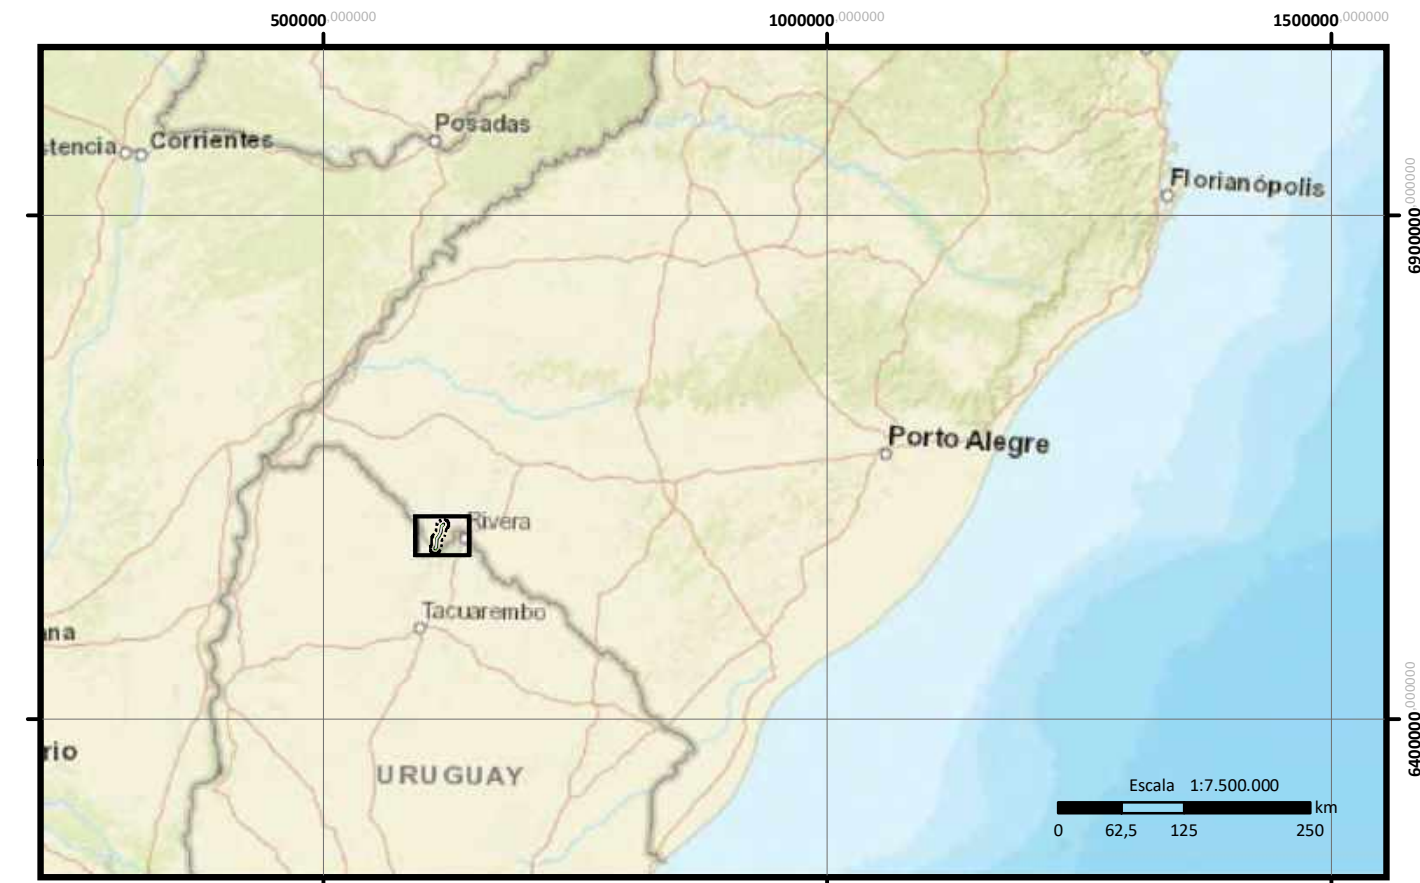 500000,000000 1000000,000000 1500000,000000
Posadas
Corrientes
stencia
Florianópolis
6900000,000000
Porto Alegre
Rivera
Tacuarembo
ana
6400000,000000
rio
URUGUAY
Escala 1:7.500.000
km
0 62,5 125 250